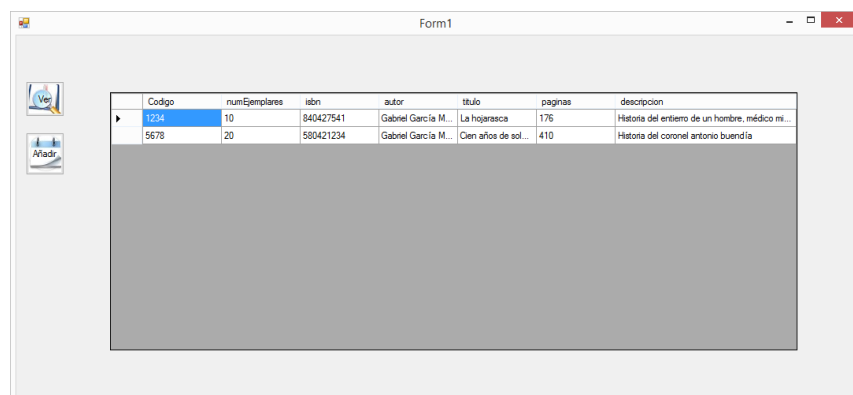 Form1
Ver
Añadir
Codigo numEjemplares isbn autor titulo paginas descripcion
1234 10 840427541 Gabriel García M... La hojarasca 176 Historia del entierro de un hombre, médico mi...
5678 20 580421234 Gabriel García M... Cien años de sol... 410 Historia del coronel antonio buendía